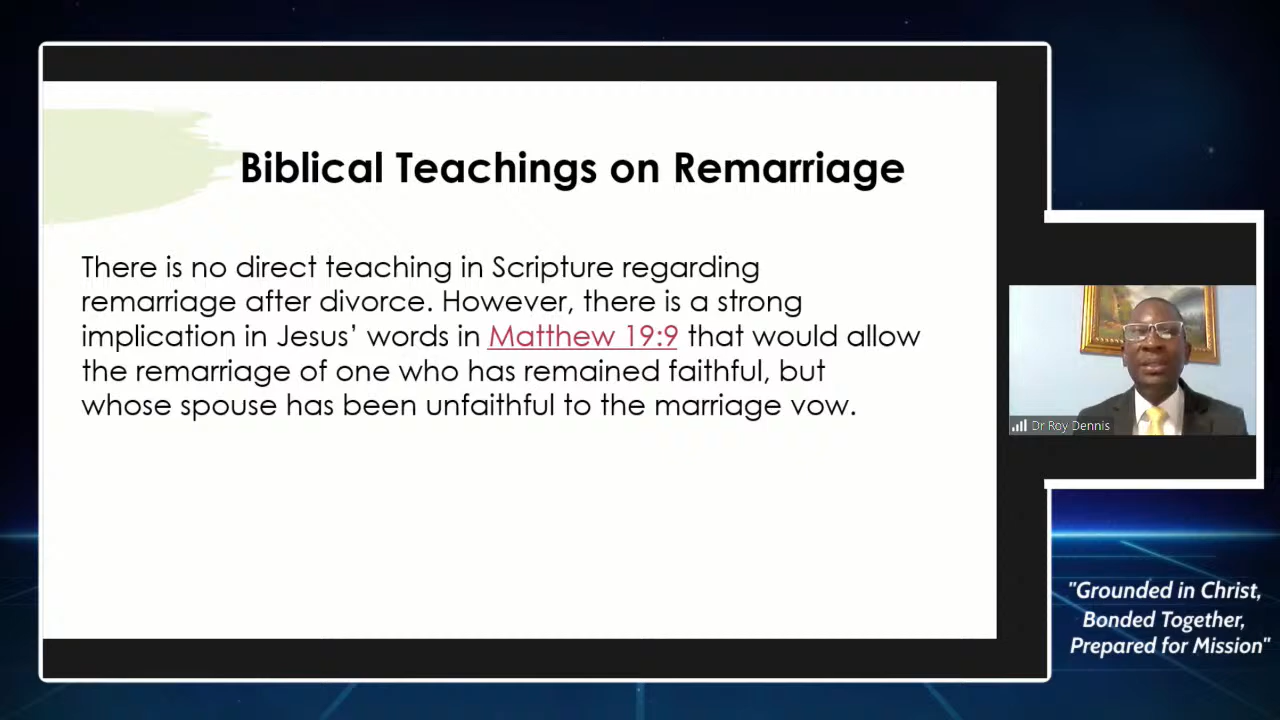 Biblical Teachings on Remarriage
There is no direct teaching in Scripture regarding
remarriage after divorce. However, there is a strong
implication in Jesus’ words in Matthew 19:9 that would allow
the remarriage of one who has remained faithful, but
whose spouse has been unfaithful to the marriage vow.
Dr Roy Dennis
"Grounded in Christ,
Bonded Together,
Prepared for Mission"